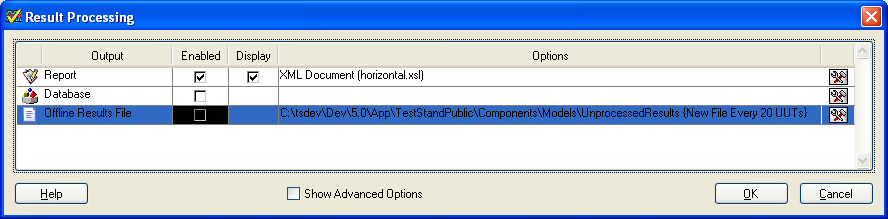 Result Processing
Output Enabled Display Options
Report XML Document (horizontal.xsl)
Database
Offline Results File C:\tsdev\Dev\5.0\App\TestStandPublic\Components\Models\UnprocessedResults {New File Every 20 UUTs}
Help Show Advanced Options OK Cancel